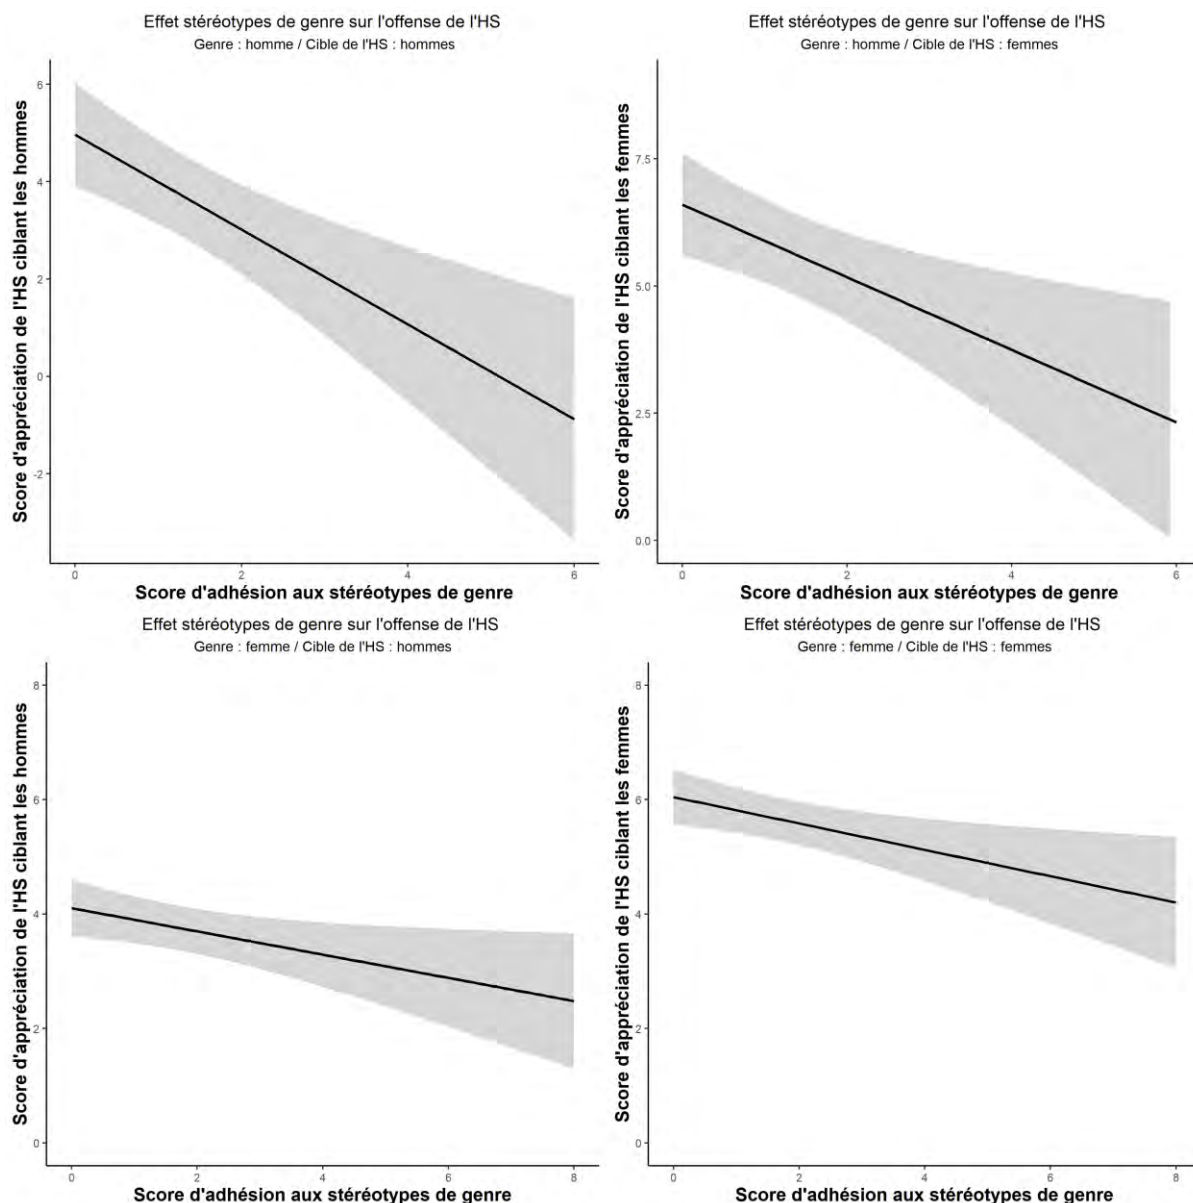 Effet stéréotypes de genre sur l'offense de l'HS
Genre : homme / Cible de l'HS : hommes
Score d'appréciation de l'HS ciblant les hommes
6
4
2
0
-2
0 2 4 6
Score d'adhésion aux stéréotypes de genre
Effet stéréotypes de genre sur l'offense de l'HS
Genre : homme / Cible de l'HS : femmes
Score d'appréciation de l'HS ciblant les femmes
7.5
5.0
2.5
0.0
0 2 4 6
Score d'adhésion aux stéréotypes de genre
Effet stéréotypes de genre sur l'offense de l'HS
Genre : femme / Cible de l'HS : hommes
Score d'appréciation de l'HS ciblant les hommes
8
6
4
2
0
0 2 4 6 8
Score d'adhésion aux stéréotypes de genre
Effet stéréotypes de genre sur l'offense de l'HS
Genre : femme / Cible de l'HS : femmes
Score d'appréciation de l'HS ciblant les femmes
8
6
4
2
0
0 2 4 6 8
Score d'adhésion aux stéréotypes de genre